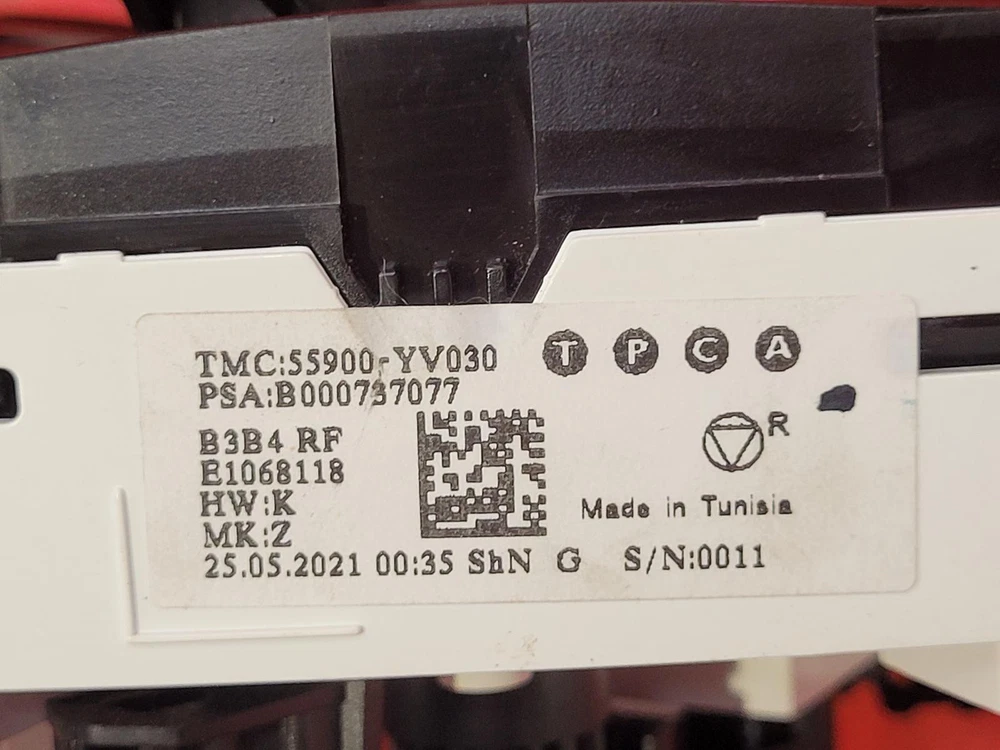 TMC:55900-YV030
T P C A
PSA:B000737077
B3B4 RF
R
E1068118
HW:K
Made in Tunisia
MK:Z
25.05.2021 00:35 ShN G S/N:0011